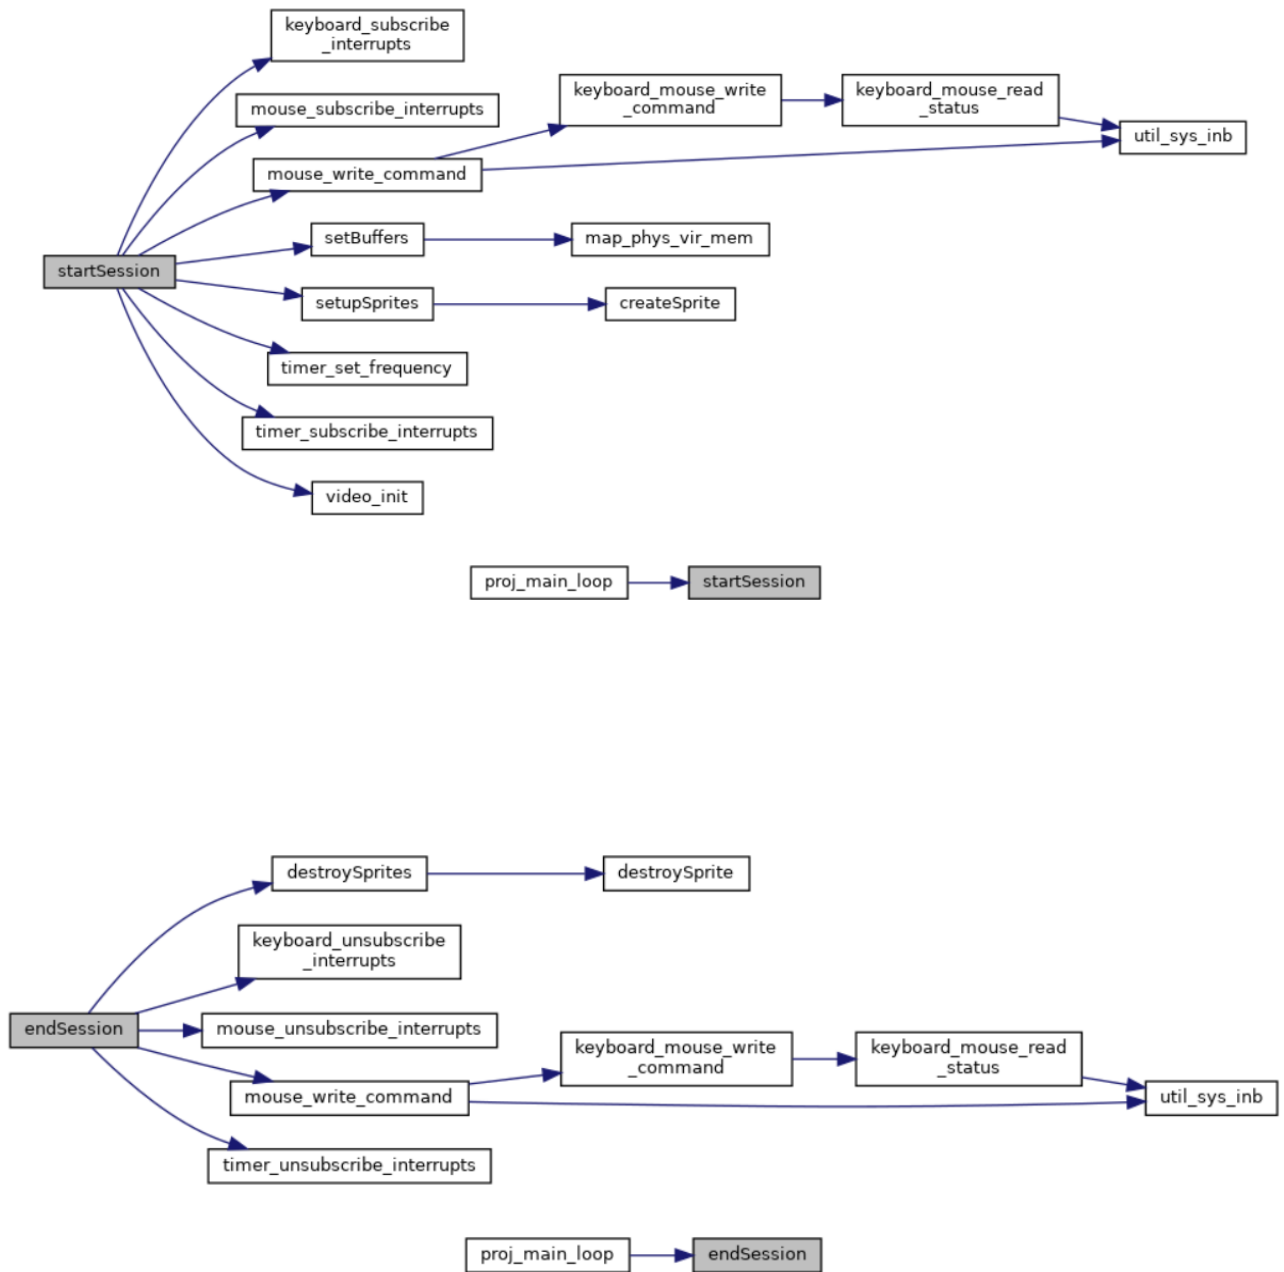 keyboard_subscribe
_interrupts
mouse_subscribe_interrupts
keyboard_mouse_write
_command
keyboard_mouse_read
_status
util_sys_inb
mouse_write_command
setBuffers
map_phys_vir_mem
startSession
setupSprites
createSprite
timer_set_frequency
timer_subscribe_interrupts
video_init
proj_main_loop
startSession
destroySprites
destroySprite
keyboard_unsubscribe
_interrupts
endSession
mouse_unsubscribe_interrupts
keyboard_mouse_write
_command
keyboard_mouse_read
_status
mouse_write_command
util_sys_inb
timer_unsubscribe_interrupts
proj_main_loop
endSession